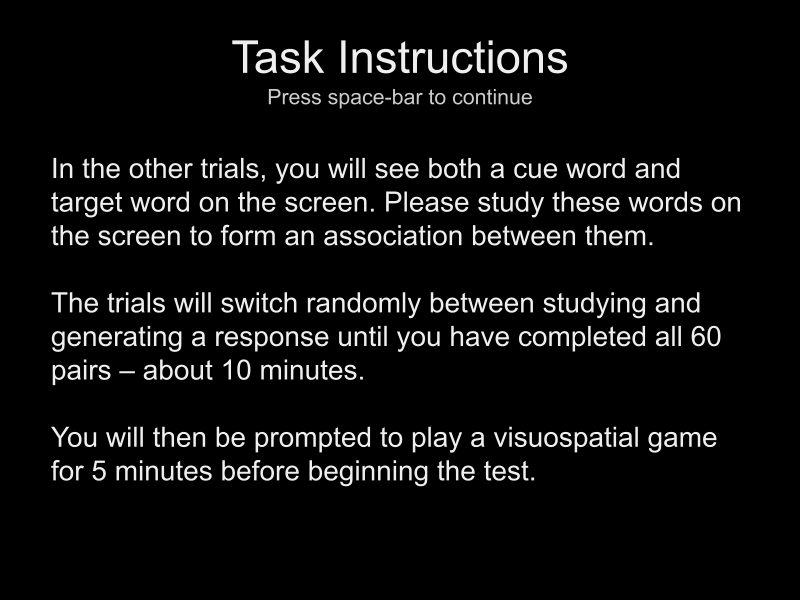 Task Instructions
Press space-bar to continue
In the other trials, you will see both a cue word and
target word on the screen. Please study these words on
the screen to form an association between them.
The trials will switch randomly between studying and
generating a response until you have completed all 60
pairs – about 10 minutes.
You will then be prompted to play a visuospatial game
for 5 minutes before beginning the test.